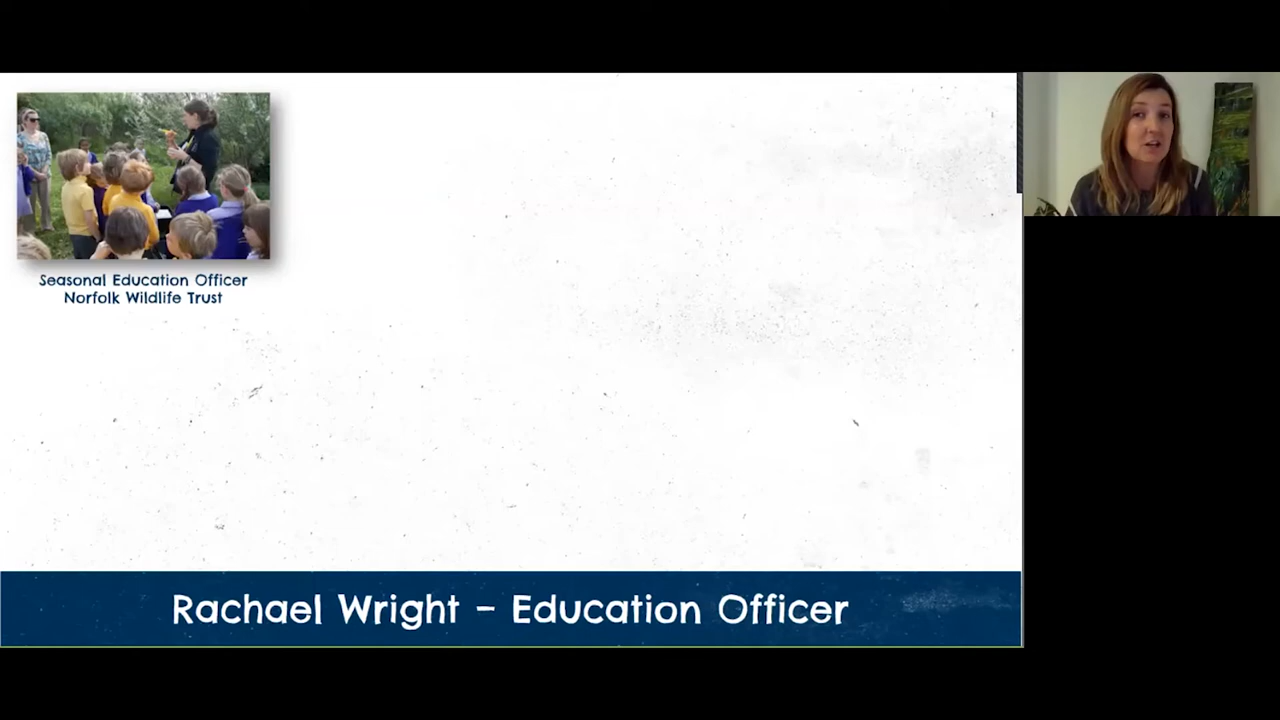 Seasonal Education Officer
Norfolk Wildlife Trust
Rachael Wright – Education Officer